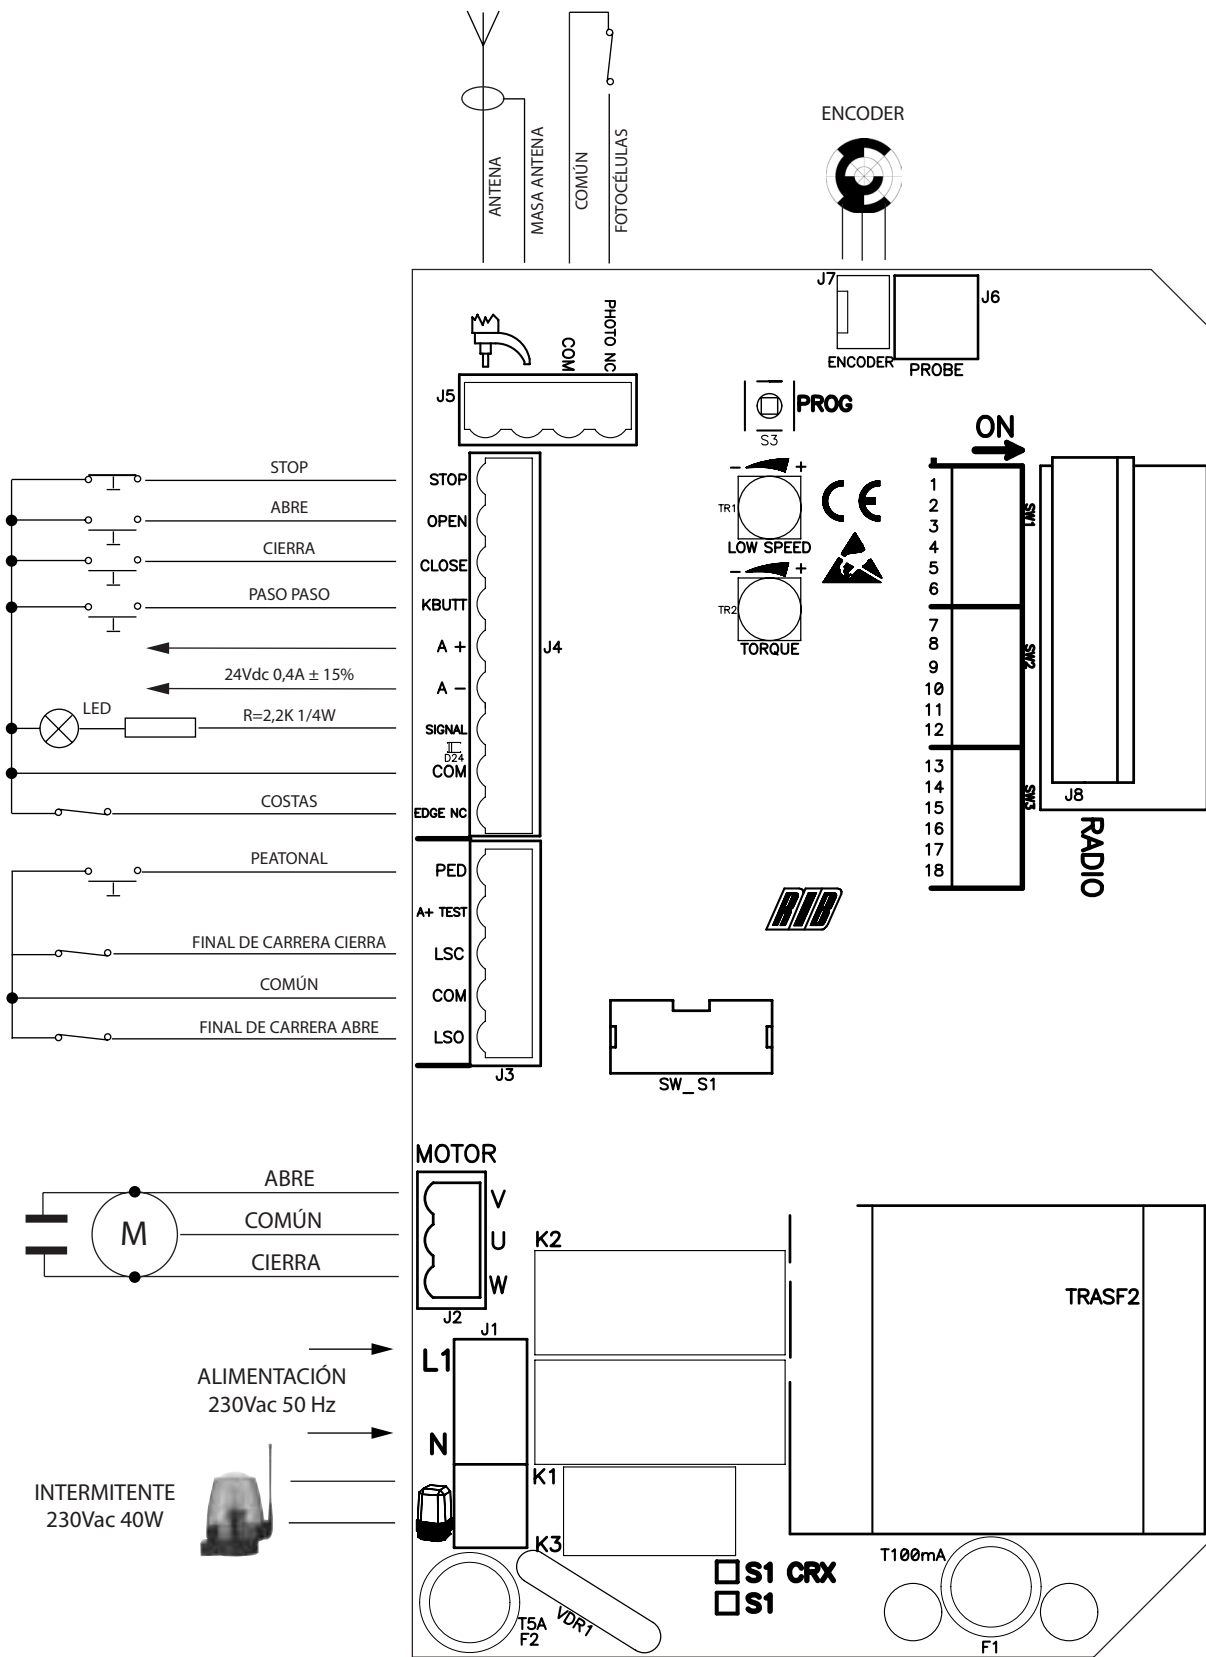 ANTENA
MASA ANTENA
COMÚN
FOTOCÉLULAS
ENCODER
J7
J6
ENCODER
PROBE
COM
PHOTO NC
J5
PROG
S3
ON
- +
TR1
LOW SPEED
- +
TR2
TORQUE
CE
STOP
STOP
ABRE
OPEN
CIERRA
CLOSE
PASO PASO
KBUTT
A +
J4
24Vdc 0,4A ± 15%
A -
LED
R=2,2K 1/4W
SIGNAL
D24
COM
COSTAS
EDGE NC
1
2
3
4
5
6
SW1
7
8
9
10
11
12
SW2
13
14
15
16
17
18
SW3
J8
RADIO
PEATONAL
PED
A+ TEST
FINAL DE CARRERA CIERRA
LSC
COMÚN
COM
FINAL DE CARRERA ABRE
LSO
J3
RIB
SW_S1
MOTOR
ABRE
V
M
COMÚN
U
CIERRA
W
J2
K2
TRASF2
J1
L1
ALIMENTACIÓN
230Vac 50 Hz
N
K1
INTERMITENTE
230Vac 40W
K3
S1 CRX
S1
T5A
F2
VDR1
T100mA
F1